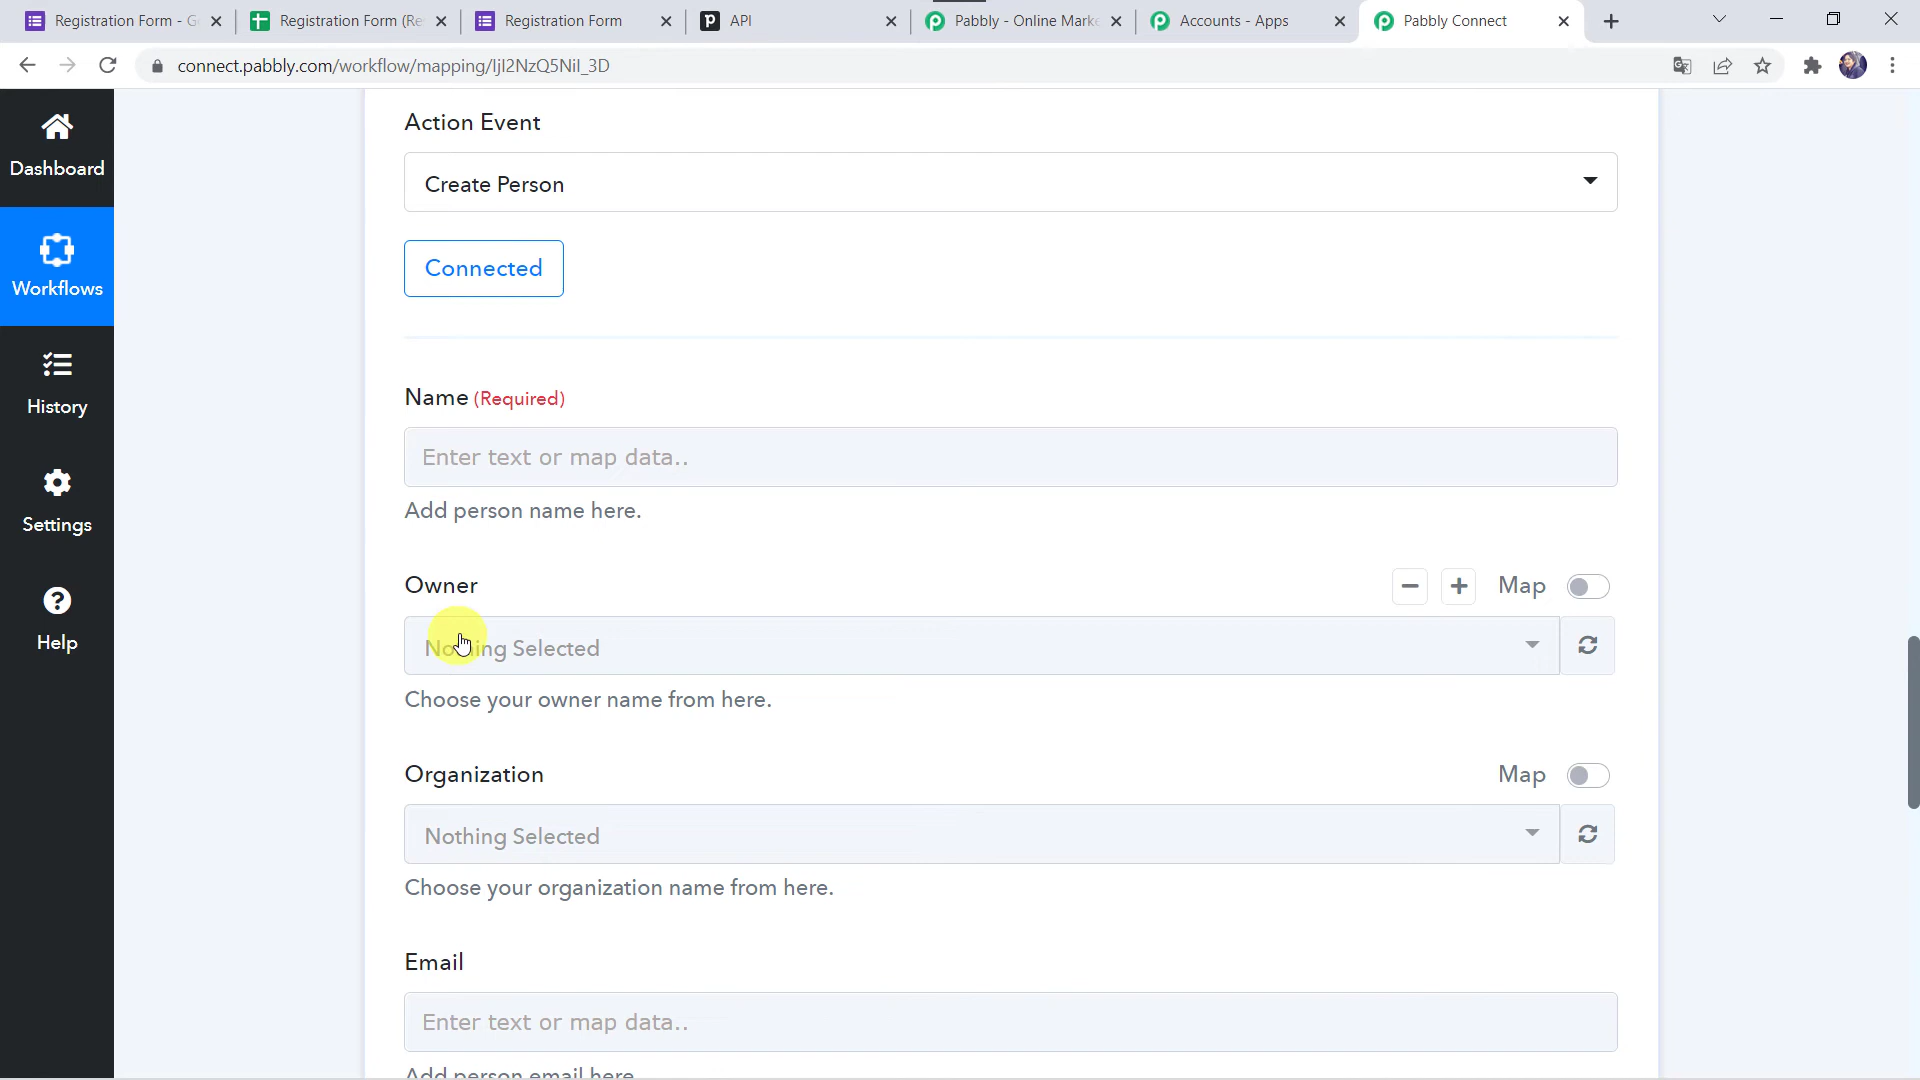 Registration Form - G
Registration Form (Re
Registration Form
API
Pabbly - Online Marke
Accounts - Apps
Pabbly Connect
connect.pabbly.com/workflow/mapping/IjI2NzQ5NiI_3D
Dashboard
Workflows
History
Settings
Help
Action Event
Create Person
Connected
Name (Required)
Enter text or map data..
Add person name here.
Owner
Map
Nothing Selected
Choose your owner name from here.
Organization
Map
Nothing Selected
Choose your organization name from here.
Email
Enter text or map data..
Add person email here.